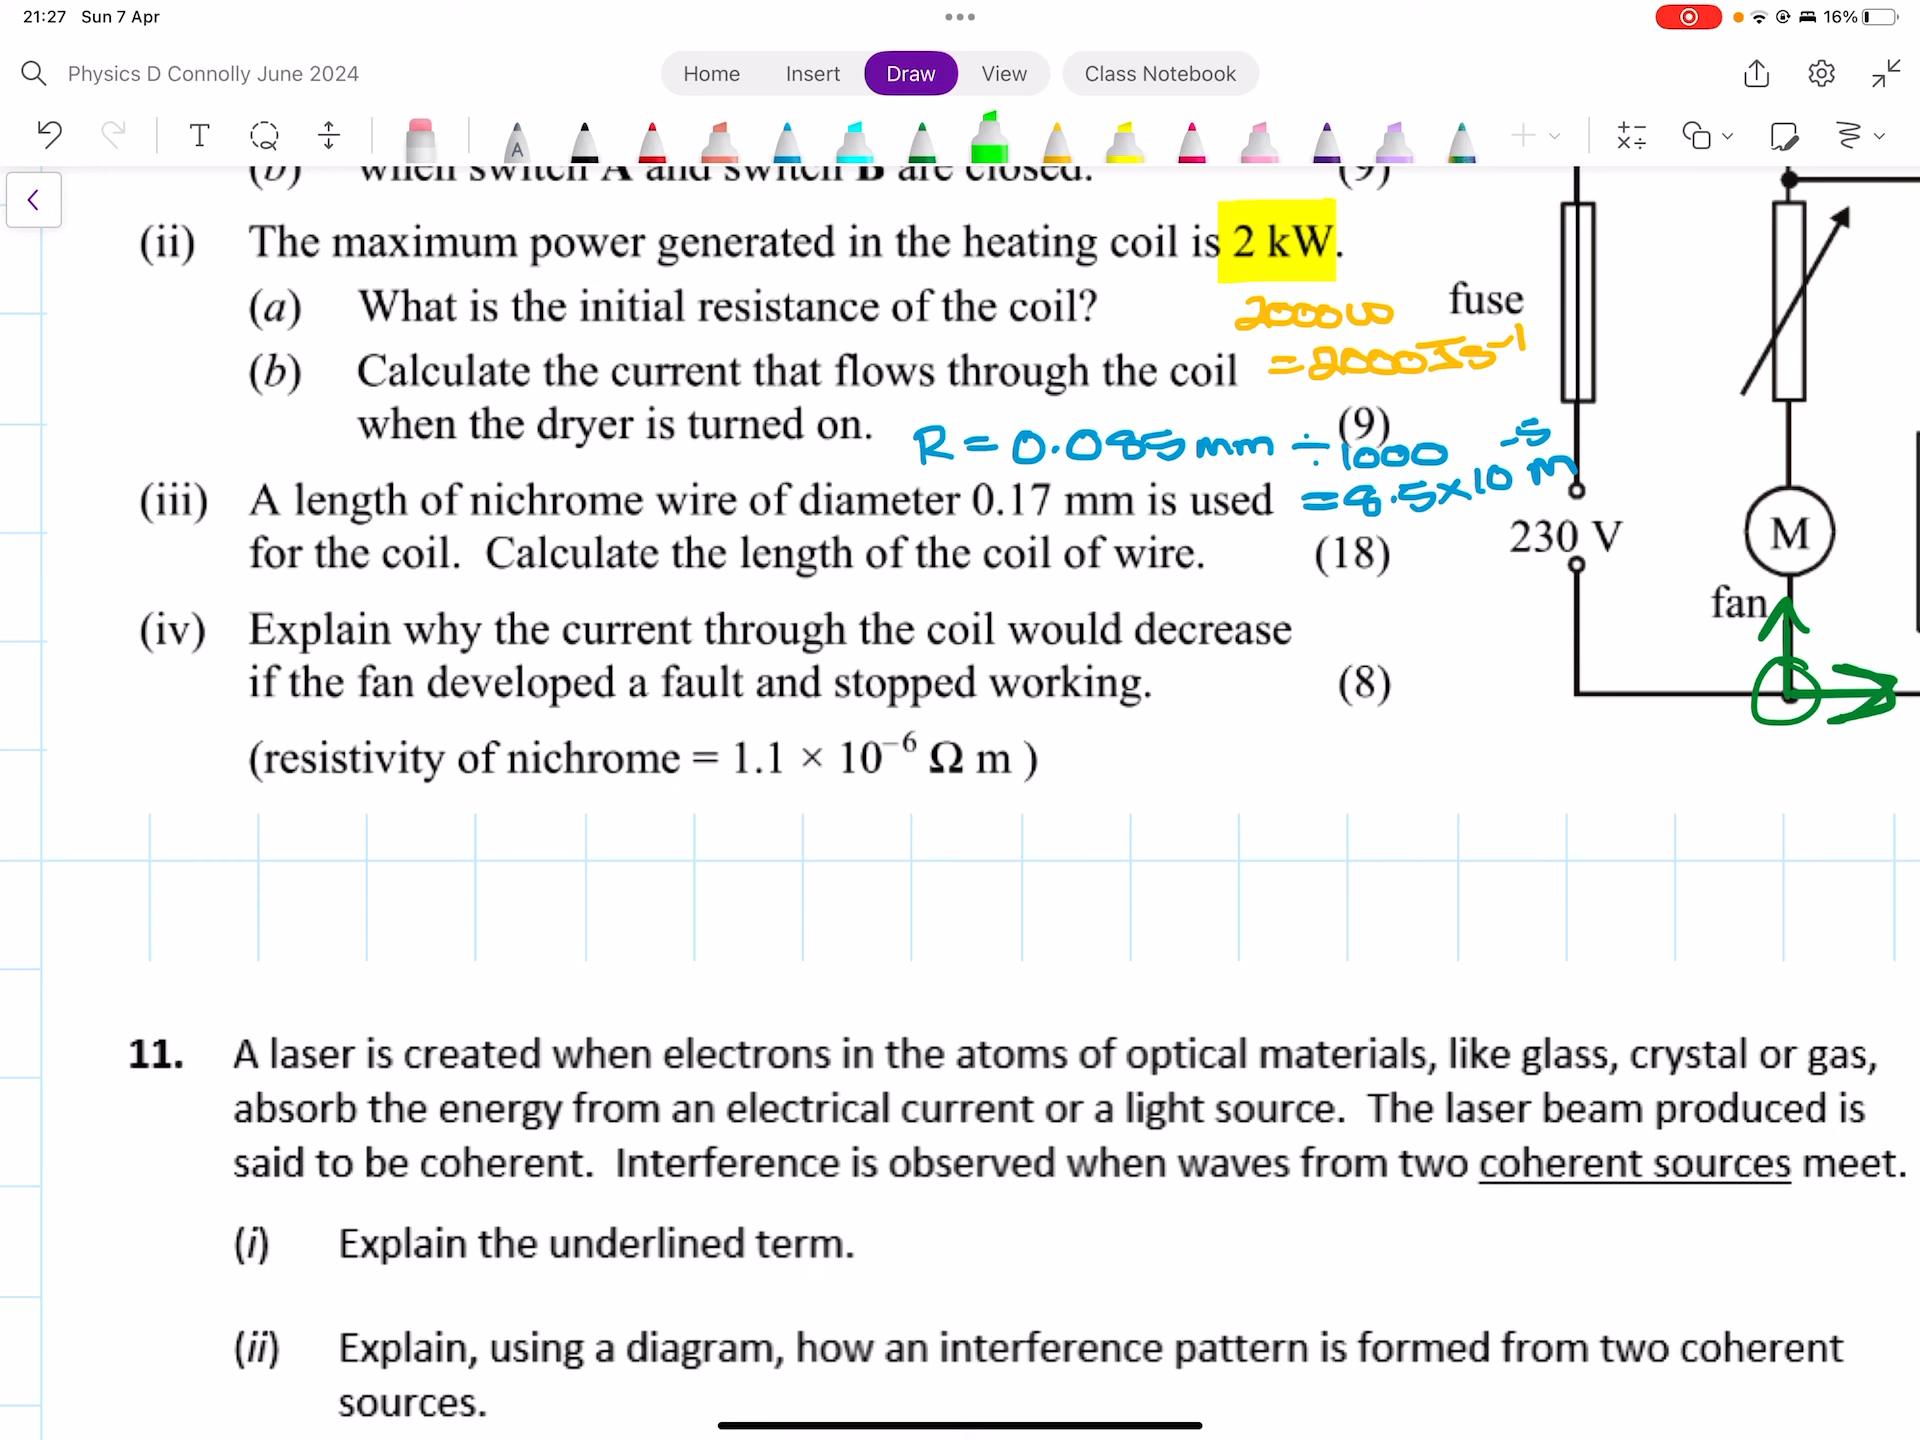 21:27 Sun 7 Apr
16%
Physics D Connolly June 2024
Home Insert Draw View Class Notebook
T
A
(b) when switch A and switch B are closed. (9)
(ii) The maximum power generated in the heating coil is 2 kW.
(a) What is the initial resistance of the coil?
2000W
fuse
(b) Calculate the current that flows through the coil
= 2000Js⁻¹
when the dryer is turned on. (9)
R = 0.085mm ÷ 1000
= 8.5×10⁻⁵ m
(iii) A length of nichrome wire of diameter 0.17 mm is used
for the coil. Calculate the length of the coil of wire. (18)
230 V
M
fan
(iv) Explain why the current through the coil would decrease
if the fan developed a fault and stopped working. (8)
(resistivity of nichrome = 1.1 × 10⁻⁶ Ω m )
11. A laser is created when electrons in the atoms of optical materials, like glass, crystal or gas,
absorb the energy from an electrical current or a light source. The laser beam produced is
said to be coherent. Interference is observed when waves from two coherent sources meet.
(i) Explain the underlined term.
(ii) Explain, using a diagram, how an interference pattern is formed from two coherent
sources.